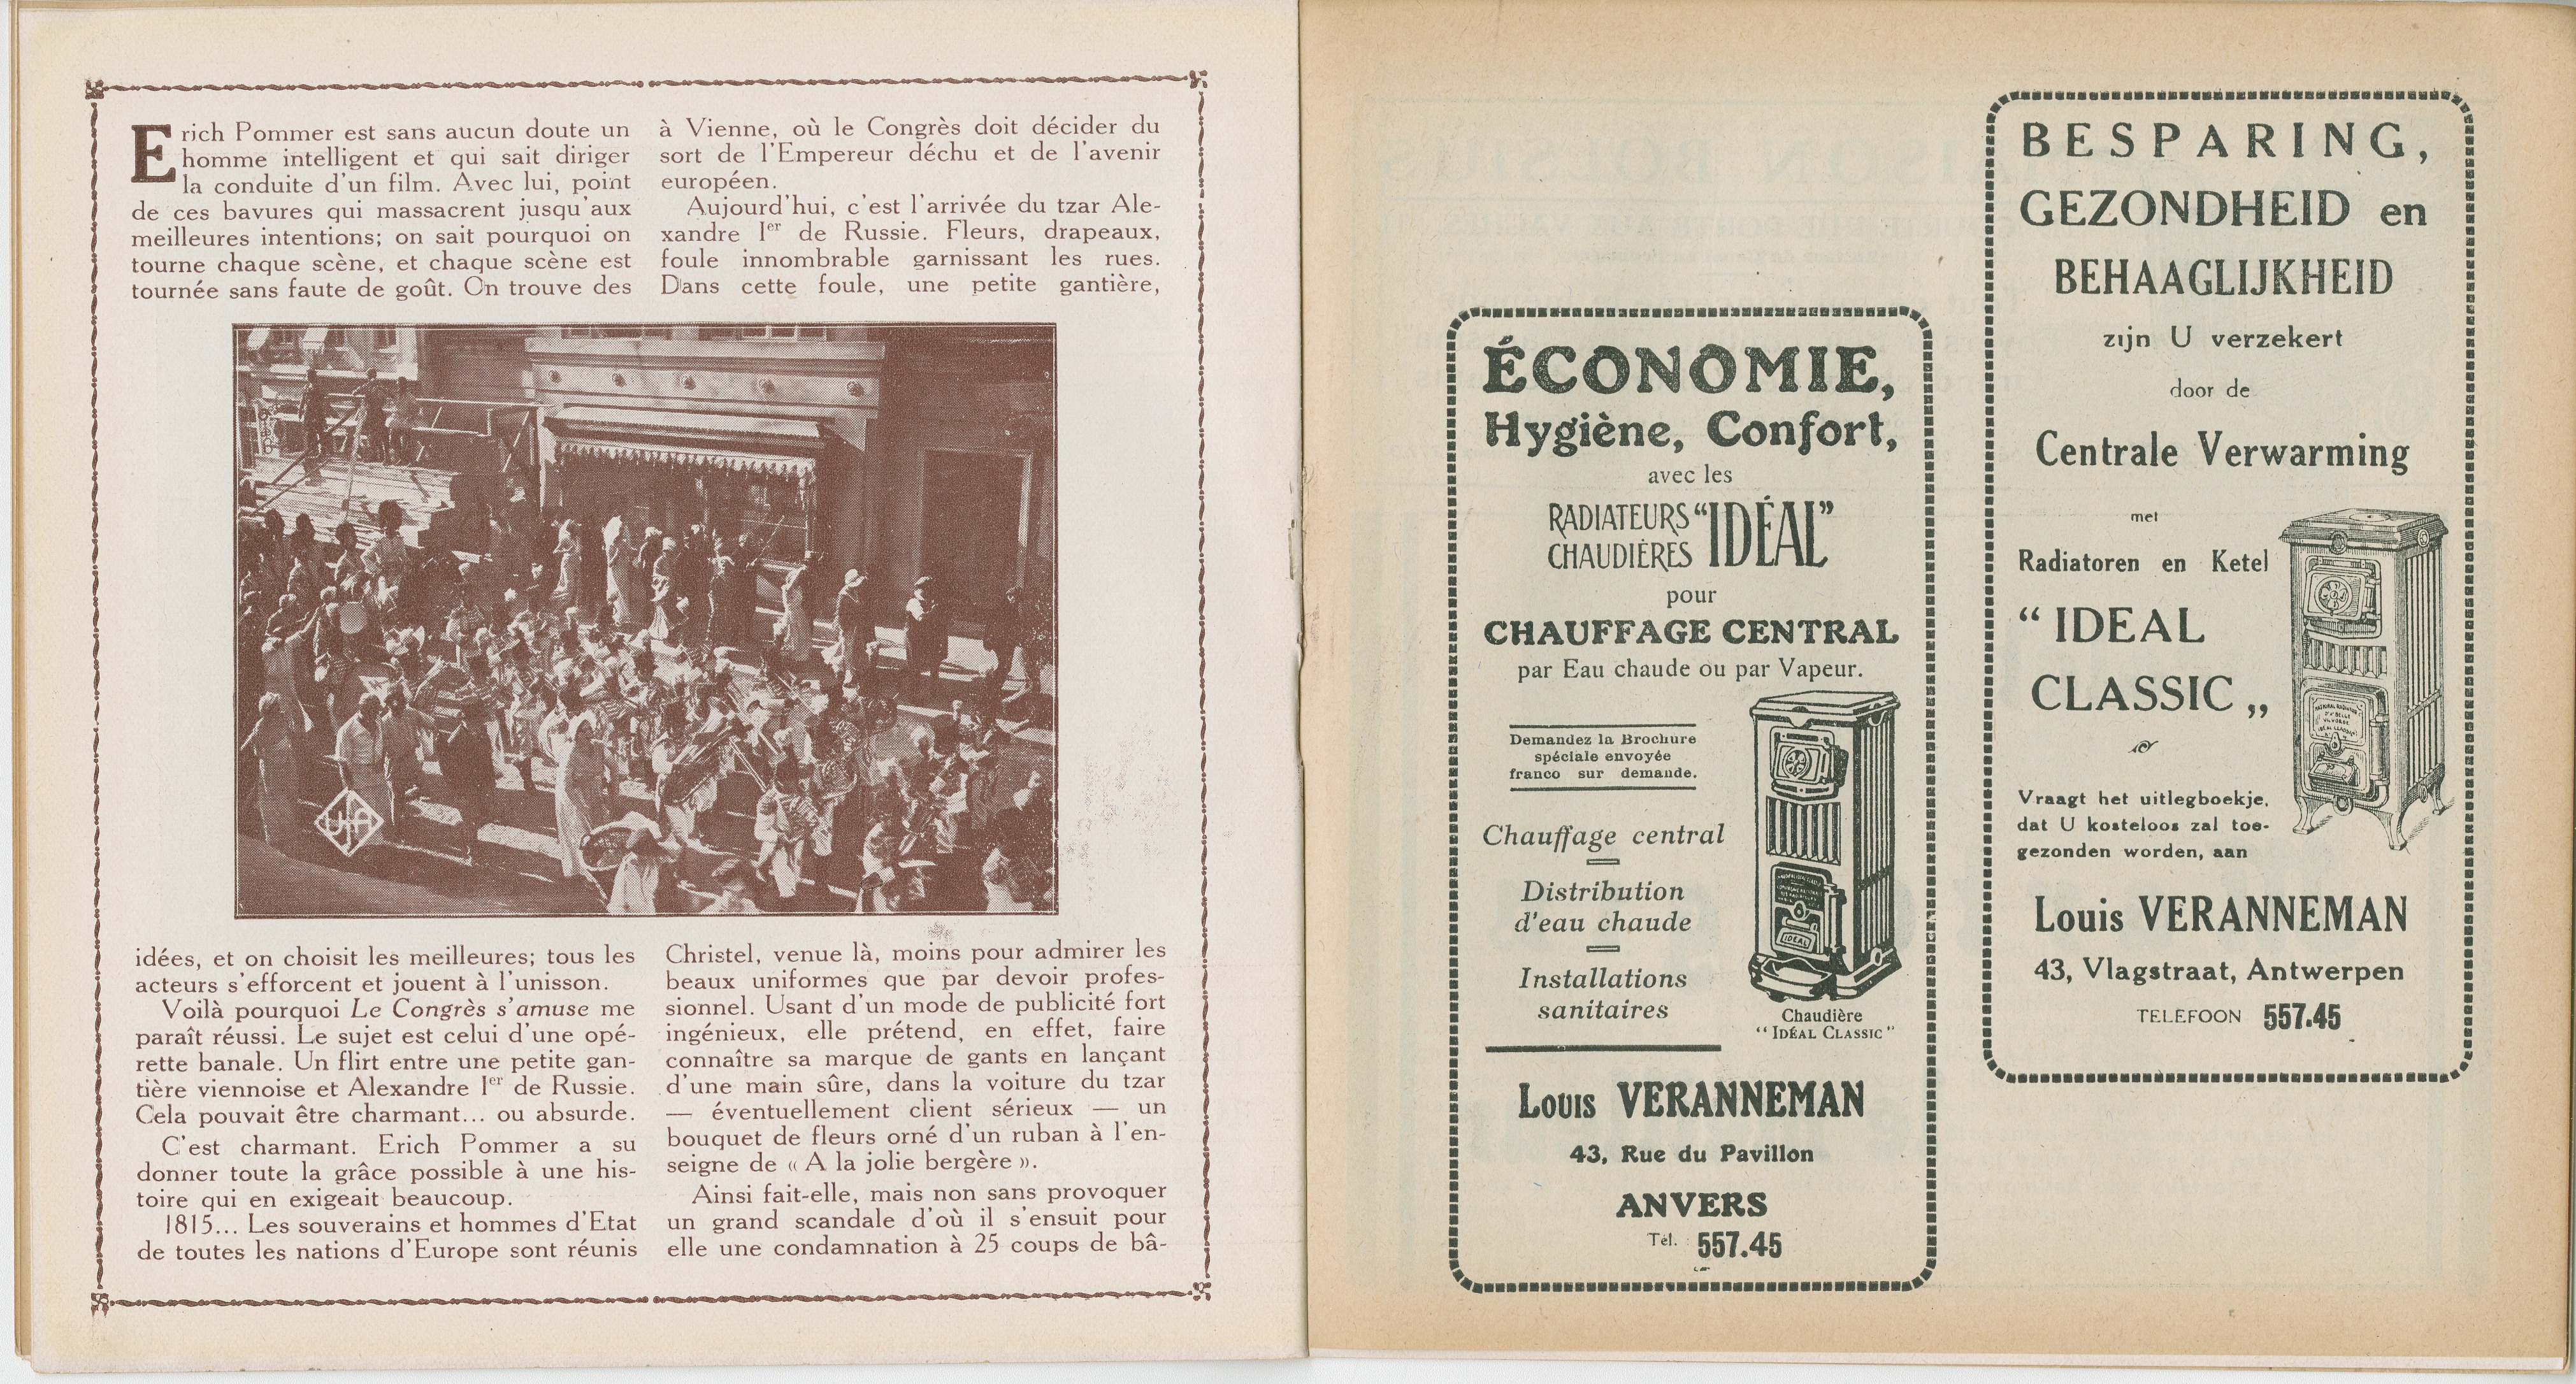 Erich Pommer est sans aucun doute un
homme intelligent et qui sait diriger
la conduite d'un film. Avec lui, point
de ces bavures qui massacrent jusqu'aux
meilleures intentions; on sait pourquoi on
tourne chaque scène, et chaque scène est
tournée sans faute de goût. On trouve des
UFA
idées, et on choisit les meilleures; tous les
acteurs s'efforcent et jouent à l'unisson.
Voilà pourquoi Le Congrès s'amuse me
paraît réussi. Le sujet est celui d'une opé-
rette banale. Un flirt entre une petite gan-
tière viennoise et Alexandre Ier de Russie.
Cela pouvait être charmant... ou absurde.
C'est charmant. Erich Pommer a su
donner toute la grâce possible à une his-
toire qui en exigeait beaucoup.
1815... Les souverains et hommes d'Etat
de toutes les nations d'Europe sont réunis
à Vienne, où le Congrès doit décider du
sort de l'Empereur déchu et de l'avenir
européen.
Aujourd'hui, c'est l'arrivée du tzar Ale-
xandre Ier de Russie. Fleurs, drapeaux,
foule innombrable garnissant les rues.
Dans cette foule, une petite gantière,
Christel, venue là, moins pour admirer les
beaux uniformes que par devoir profes-
sionnel. Usant d'un mode de publicité fort
ingénieux, elle prétend, en effet, faire
connaître sa marque de gants en lançant
d'une main sûre, dans la voiture du tzar
— éventuellement client sérieux — un
bouquet de fleurs orné d'un ruban à l'en-
seigne de « A la jolie bergère ».
Ainsi fait-elle, mais non sans provoquer
un grand scandale d'où il s'ensuit pour
elle une condamnation à 25 coups de bâ-
ÉCONOMIE,
Hygiène, Confort,
avec les
RADIATEURS "IDÉAL"
CHAUDIÈRES
pour
CHAUFFAGE CENTRAL
par Eau chaude ou par Vapeur.
Demandez la Brochure
spéciale envoyée
franco sur demande.
Chauffage central
Distribution
d'eau chaude
Installations
sanitaires
IDEAL
Chaudière
"IDÉAL CLASSIC"
Louis VERANNEMAN
43, Rue du Pavillon
ANVERS
Tél. 557.45
BESPARING,
GEZONDHEID en
BEHAAGLIJKHEID
zijn U verzekert
door de
Centrale Verwarming
met
Radiatoren en Ketel
“ IDEAL
CLASSIC „
Vraagt het uitlegboekje,
dat U kosteloos zal toe-
gezonden worden, aan
Louis VERANNEMAN
43, Vlagstraat, Antwerpen
TELEFOON 557.45